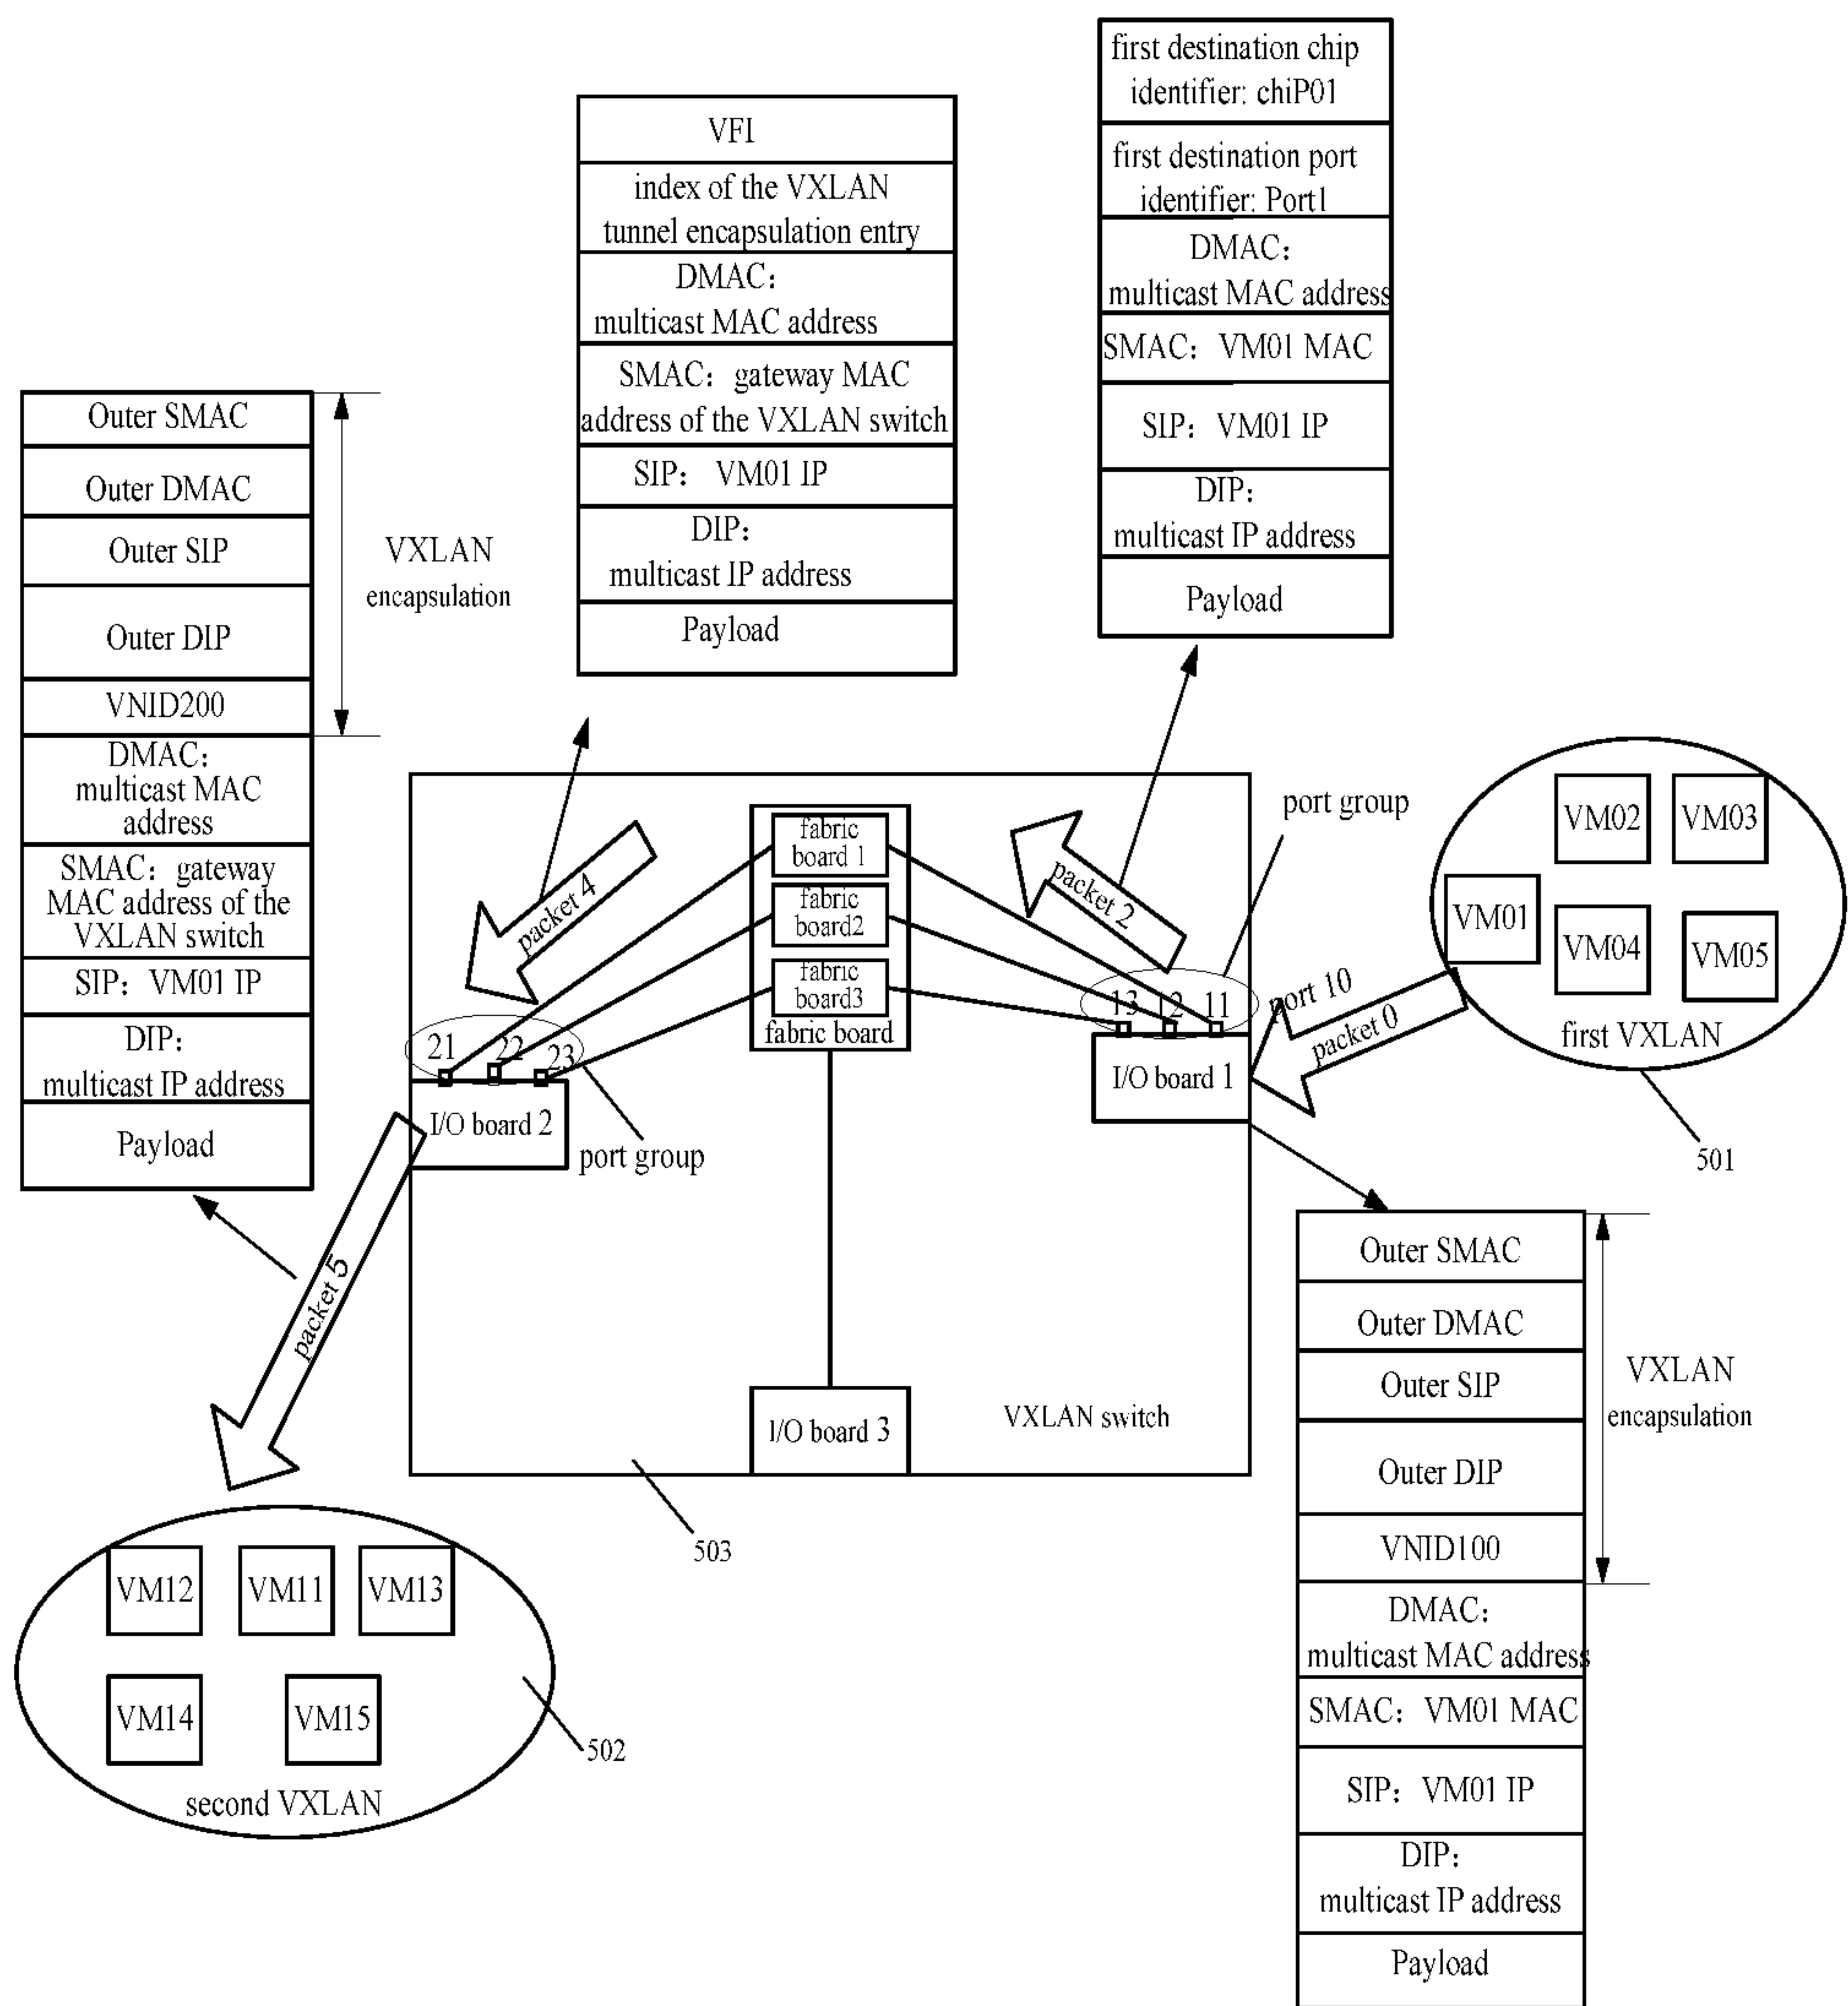 first destination chip
identifier: chiP01
first destination port
identifier: Port1
DMAC:
multicast MAC address
SMAC: VM01 MAC
SIP: VM01 IP
DIP:
multicast IP address
Payload
VFI
index of the VXLAN
tunnel encapsulation entry
DMAC:
multicast MAC address
SMAC: gateway MAC
address of the VXLAN switch
SIP: VM01 IP
DIP:
multicast IP address
Payload
Outer SMAC
Outer DMAC
Outer SIP
Outer DIP
VNID200
DMAC:
multicast MAC
address
SMAC: gateway
MAC address of the
VXLAN switch
SIP: VM01 IP
DIP:
multicast IP address
Payload
VXLAN
encapsulation
packet 4
fabric
board 1
fabric
board2
fabric
board3
fabric board
packet 2
port group
13
12
11
port 10
packet 0
I/O board 1
VM02
VM03
VM01
VM04
VM05
first VXLAN
501
21
22
23
I/O board 2
port group
packet 5
I/O board 3
VXLAN switch
503
VM12
VM11
VM13
VM14
VM15
second VXLAN
502
Outer SMAC
Outer DMAC
Outer SIP
Outer DIP
VNID100
DMAC:
multicast MAC address
SMAC: VM01 MAC
SIP: VM01 IP
DIP:
multicast IP address
Payload
VXLAN
encapsulation